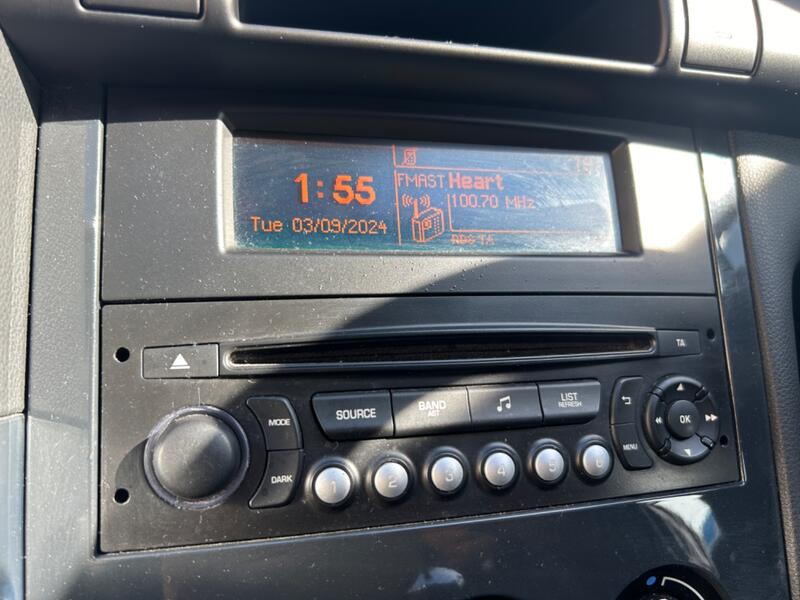 1:55
Tue 03/09/2024
FMAST Heart
100.70 MHz
RDS TA
TA
MODE
SOURCE
BAND
AST
LIST
REFRESH
DARK
MENU
OK
1 2 3 4 5 6